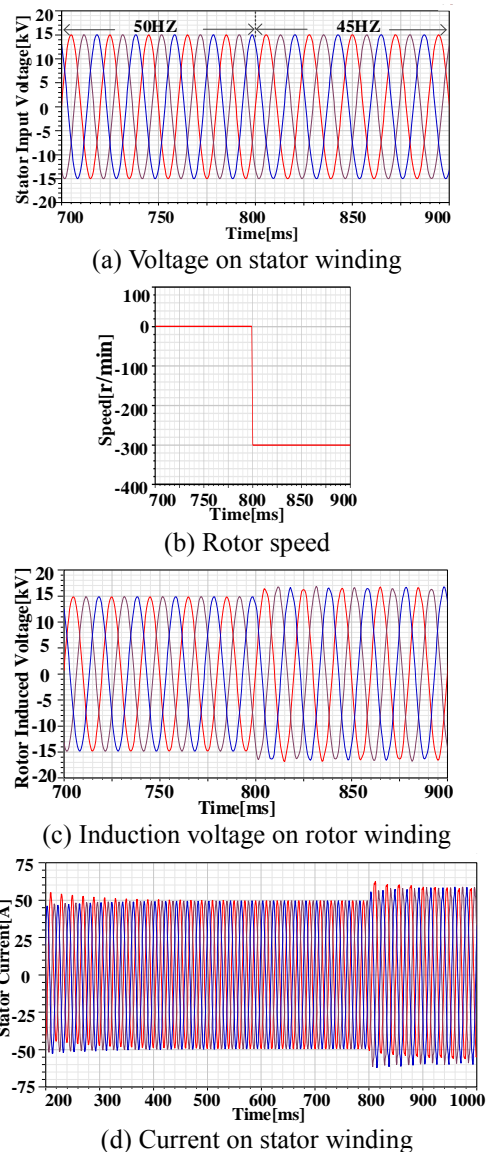 50HZ 45HZ
Stator Input Voltage[kV]
20
15
10
5
0
-5
-10
-15
-20
700 750 800 850 900
Time[ms]
(a) Voltage on stator winding
Speed[r/min]
100
0
-100
-200
-300
-400
700 750 800 850 900
Time[ms]
(b) Rotor speed
Rotor Induced Voltage[kV]
20
15
10
5
0
-5
-10
-15
-20
700 750 800 850 900
Time[ms]
(c) Induction voltage on rotor winding
Stator Current[A]
75
50
25
0
-25
-50
-75
200 300 400 500 600 700 800 900 1000
Time[ms]
(d) Current on stator winding